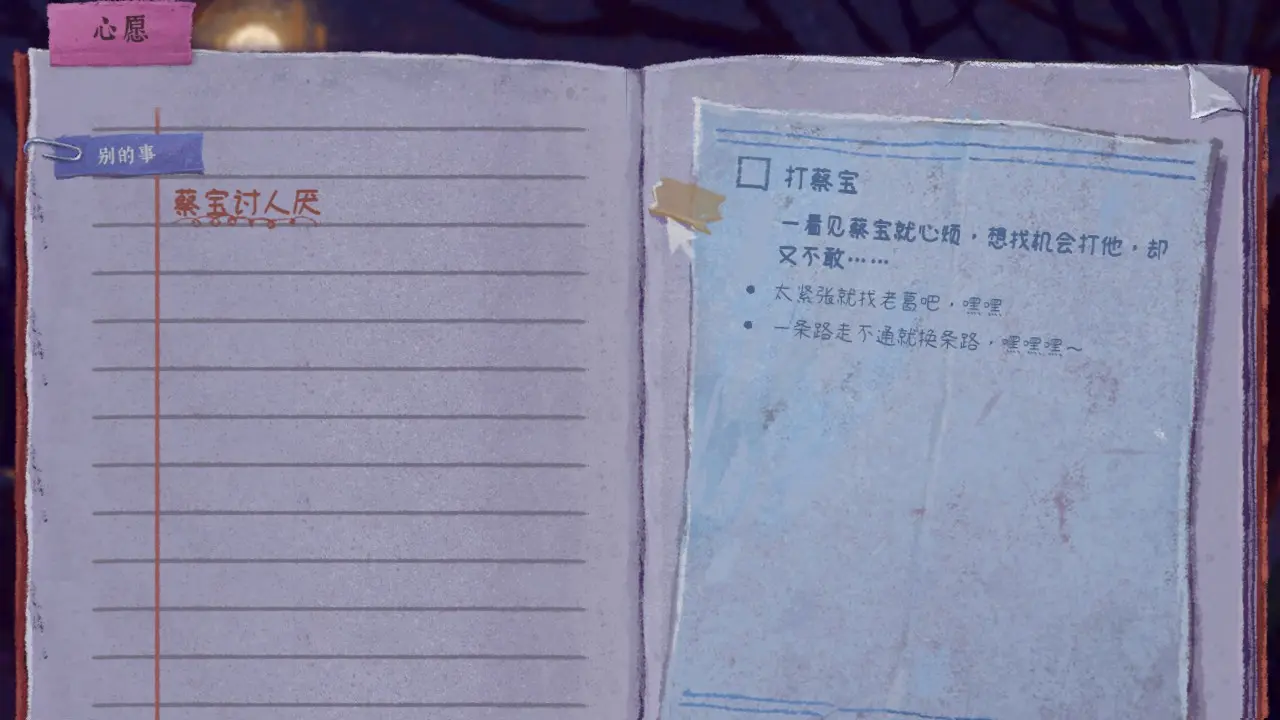 心愿
别的事
蔡宝讨人厌
打蔡宝
一看见蔡宝就心烦，想找机会打他，却
又不敢……
太紧张就找老葛吧，嘿嘿
一条路走不通就换条路，嘿嘿嘿～